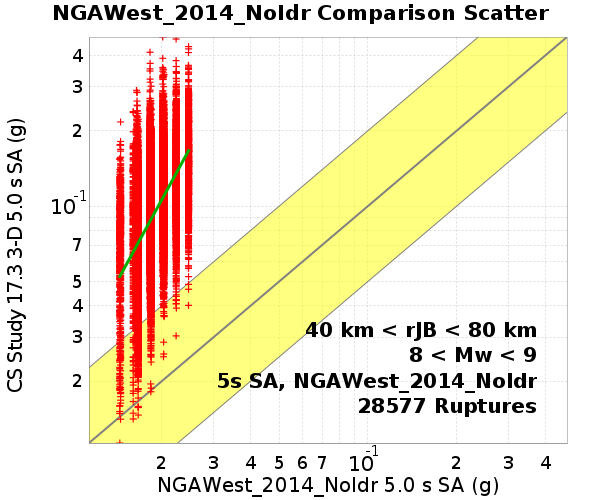 NGAWest_2014_NoIdr Comparison Scatter
CS Study 17.3 3-D 5.0 s SA (g)
4
3
2
10-1
7
5
4
3
2
40 km < rJB < 80 km
8 < Mw < 9
5s SA, NGAWest_2014_NoIdr
28577 Ruptures
2 3 4 5 6 7 10-1 2 3 4
NGAWest_2014_NoIdr 5.0 s SA (g)